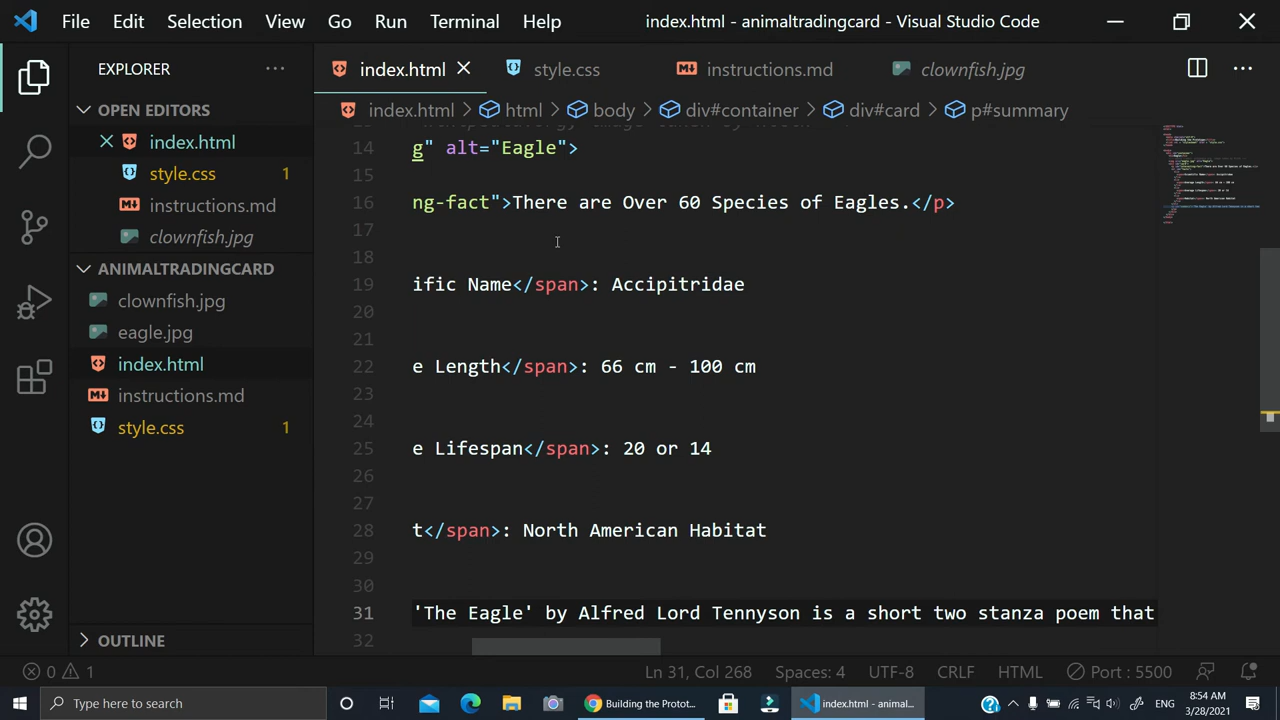 File Edit Selection View Go Run Terminal Help index.html - animaltradingcard - Visual Studio Code
EXPLORER
index.html style.css instructions.md clownfish.jpg
OPEN EDITORS
index.html > html > body > div#container > div#card > p#summary
index.html
style.css 1
instructions.md
clownfish.jpg
ANIMALTRADINGCARD
clownfish.jpg
eagle.jpg
index.html
instructions.md
style.css 1
OUTLINE
14 g" alt="Eagle">
15
16 ng-fact">There are Over 60 Species of Eagles.</p>
17
18
19 ific Name</span>: Accipitridae
20
21
22 e Length</span>: 66 cm - 100 cm
23
24
25 e Lifespan</span>: 20 or 14
26
27
28 t</span>: North American Habitat
29
30
31 'The Eagle' by Alfred Lord Tennyson is a short two stanza poem that
32
0 1 Ln 31, Col 268 Spaces: 4 UTF-8 CRLF HTML Port : 5500
Type here to search Building the Protot... index.html - animal... ENG 8:54 AM
3/28/2021